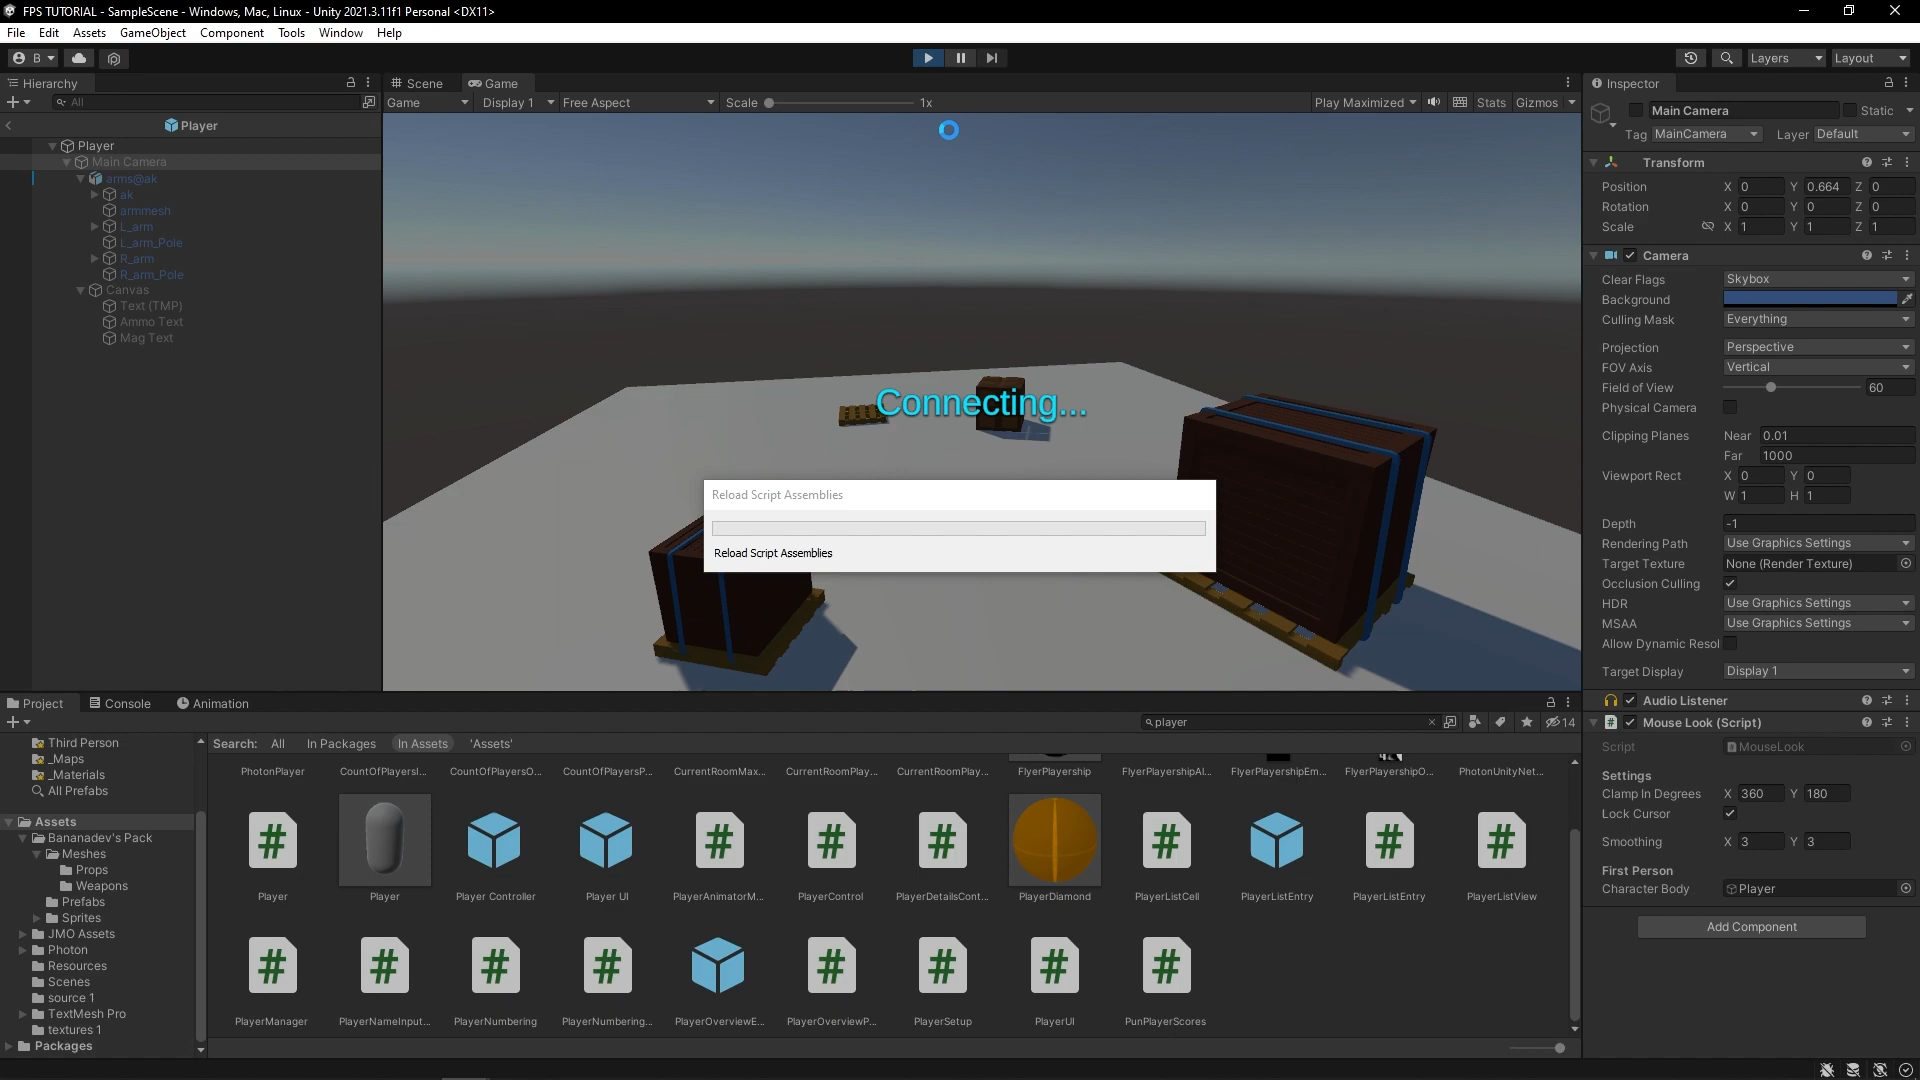 FPS TUTORIAL - SampleScene - Windows, Mac, Linux - Unity 2021.3.11f1 Personal <DX11>
File Edit Assets GameObject Component Tools Window Help
B Layers Layout
Hierarchy
All
Player
Player
Main Camera
arms@ak
ak
armmesh
L_arm
L_arm_Pole
R_arm
R_arm_Pole
Canvas
Text (TMP)
Ammo Text
Mag Text
Scene Game
Game Display 1 Free Aspect Scale 1x Play Maximized Stats Gizmos
Connecting...
Reload Script Assemblies
Reload Script Assemblies
Inspector
Main Camera Static
Tag MainCamera Layer Default
Transform
Position X 0 Y 0.664 Z 0
Rotation X 0 Y 0 Z 0
Scale X 1 Y 1 Z 1
Camera
Clear Flags Skybox
Background
Culling Mask Everything
Projection Perspective
FOV Axis Vertical
Field of View 60
Physical Camera
Clipping Planes Near 0.01
Far 1000
Viewport Rect X 0 Y 0
W 1 H 1
Depth -1
Rendering Path Use Graphics Settings
Target Texture None (Render Texture)
Occlusion Culling
HDR Use Graphics Settings
MSAA Use Graphics Settings
Allow Dynamic Resol
Target Display Display 1
Audio Listener
# Mouse Look (Script)
Script MouseLook
Settings
Clamp In Degrees X 360 Y 180
Lock Cursor
Smoothing X 3 Y 3
First Person
Character Body Player
Add Component
Project Console Animation
player 14
Third Person
_Maps
_Materials
All Prefabs
Assets
Bananadev's Pack
Meshes
Props
Weapons
Prefabs
Sprites
JMO Assets
Photon
Resources
Scenes
source 1
TextMesh Pro
textures 1
Packages
Search: All In Packages In Assets 'Assets'
PhotonPlayer CountOfPlayersI... CountOfPlayersO... CountOfPlayersP... CurrentRoomMax... CurrentRoomPlay... CurrentRoomPlay... FlyerPlayership FlyerPlayershipAl... FlyerPlayershipEm... FlyerPlayershipO... PhotonUnityNet...
# # # # # # #
Player Player Player Controller Player UI PlayerAnimatorM... PlayerControl PlayerDetailsCont... PlayerDiamond PlayerListCell PlayerListEntry PlayerListEntry PlayerListView
# # # # # # # #
PlayerManager PlayerNameInput... PlayerNumbering PlayerNumbering... PlayerOverviewE... PlayerOverviewP... PlayerSetup PlayerUI PunPlayerScores